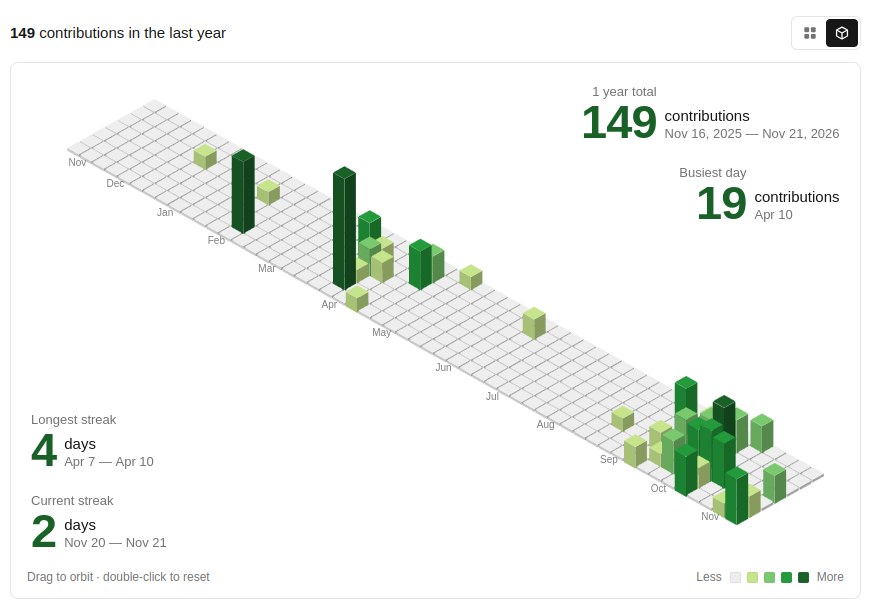 149 contributions in the last year
1 year total
149 contributions
Nov 16, 2025 — Nov 21, 2026
Busiest day
19 contributions
Apr 10
Nov
Dec
Jan
Feb
Mar
Apr
May
Jun
Jul
Aug
Sep
Oct
Nov
Longest streak
4 days
Apr 7 — Apr 10
Current streak
2 days
Nov 20 — Nov 21
Drag to orbit · double-click to reset
Less More